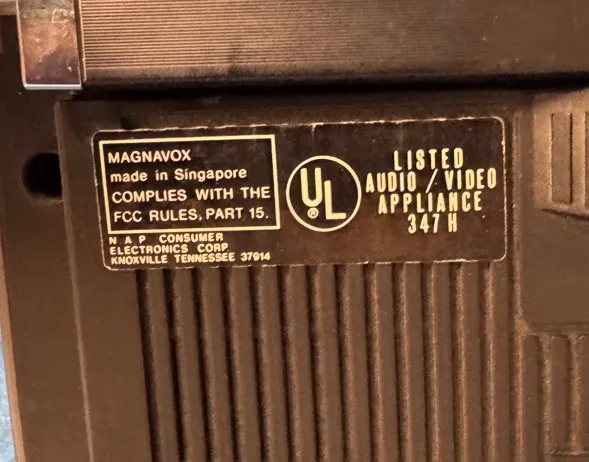 MAGNAVOX
made in Singapore
COMPLIES WITH THE
FCC RULES, PART 15.
N. A P CONSUMER
ELECTRONICS CORP
KNOXVILLE TENNESSEE 37914
UL
®
LISTED
AUDIO / VIDEO
APPLIANCE
347 H